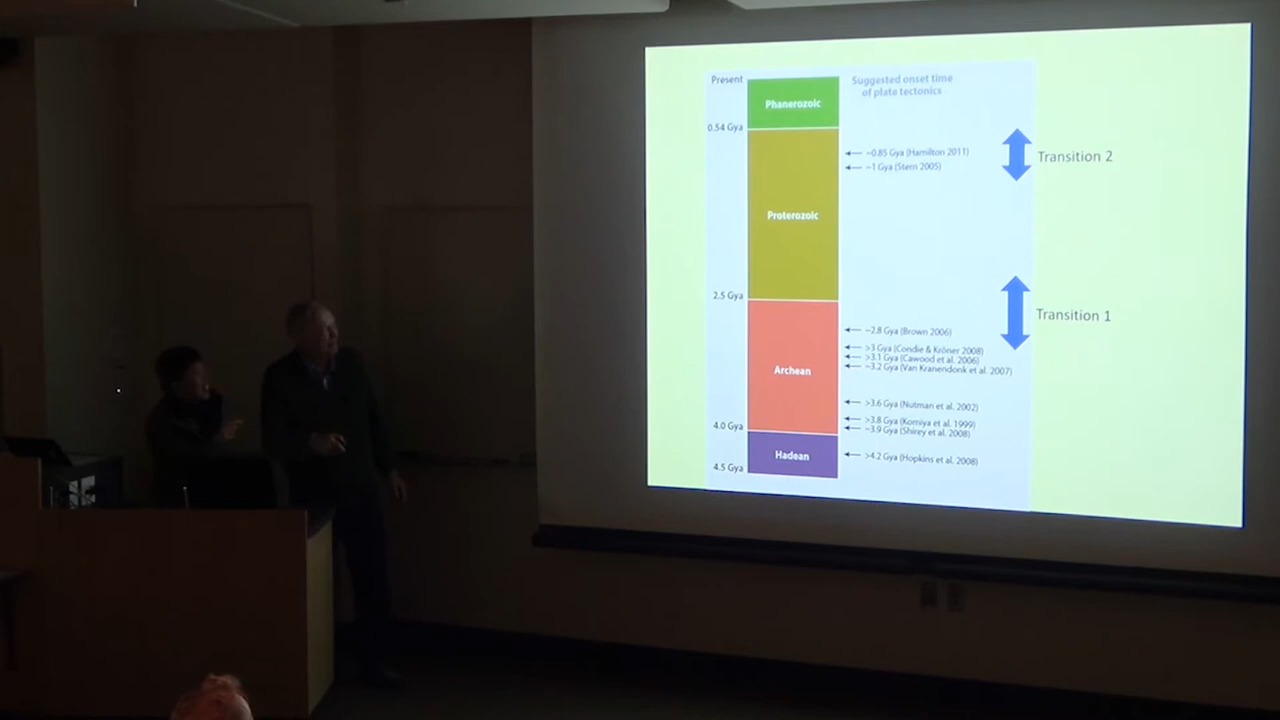 Present
Suggested onset time
of plate tectonics
Phanerozoic
0.54 Gya
~0.85 Gya (Hamilton 2011)
~1 Gya (Stern 2005)
Transition 2
Proterozoic
2.5 Gya
Transition 1
~2.8 Gya (Brown 2006)
>3 Gya (Condie & Kröner 2008)
>3.1 Gya (Cawood et al. 2006)
~3.2 Gya (Van Kranendonk et al. 2007)
Archean
>3.6 Gya (Nutman et al. 2002)
>3.8 Gya (Komiya et al. 1999)
~3.9 Gya (Shirey et al. 2008)
4.0 Gya
Hadean
>4.2 Gya (Hopkins et al. 2008)
4.5 Gya